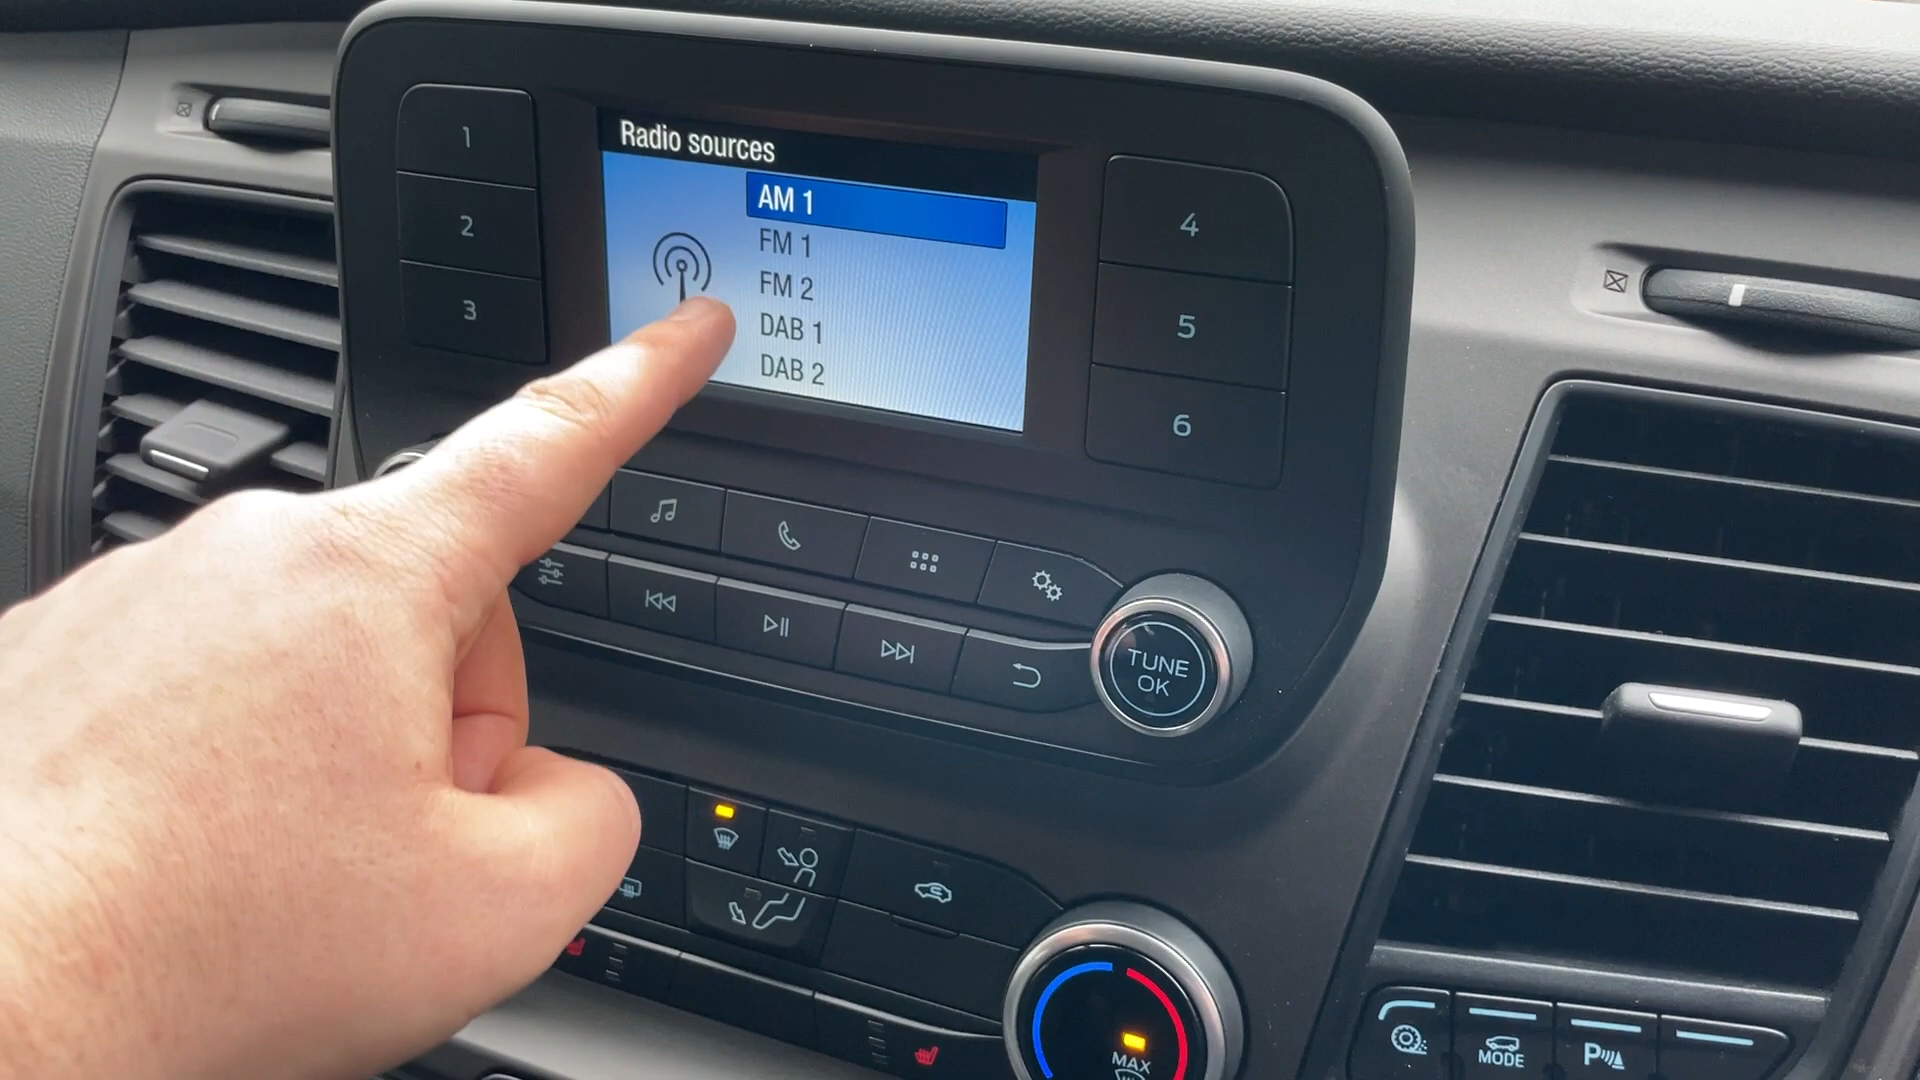 Radio sources
AM 1
FM 1
FM 2
DAB 1
DAB 2
1
2
3
4
5
6
TUNE
OK
MAX
MODE
P